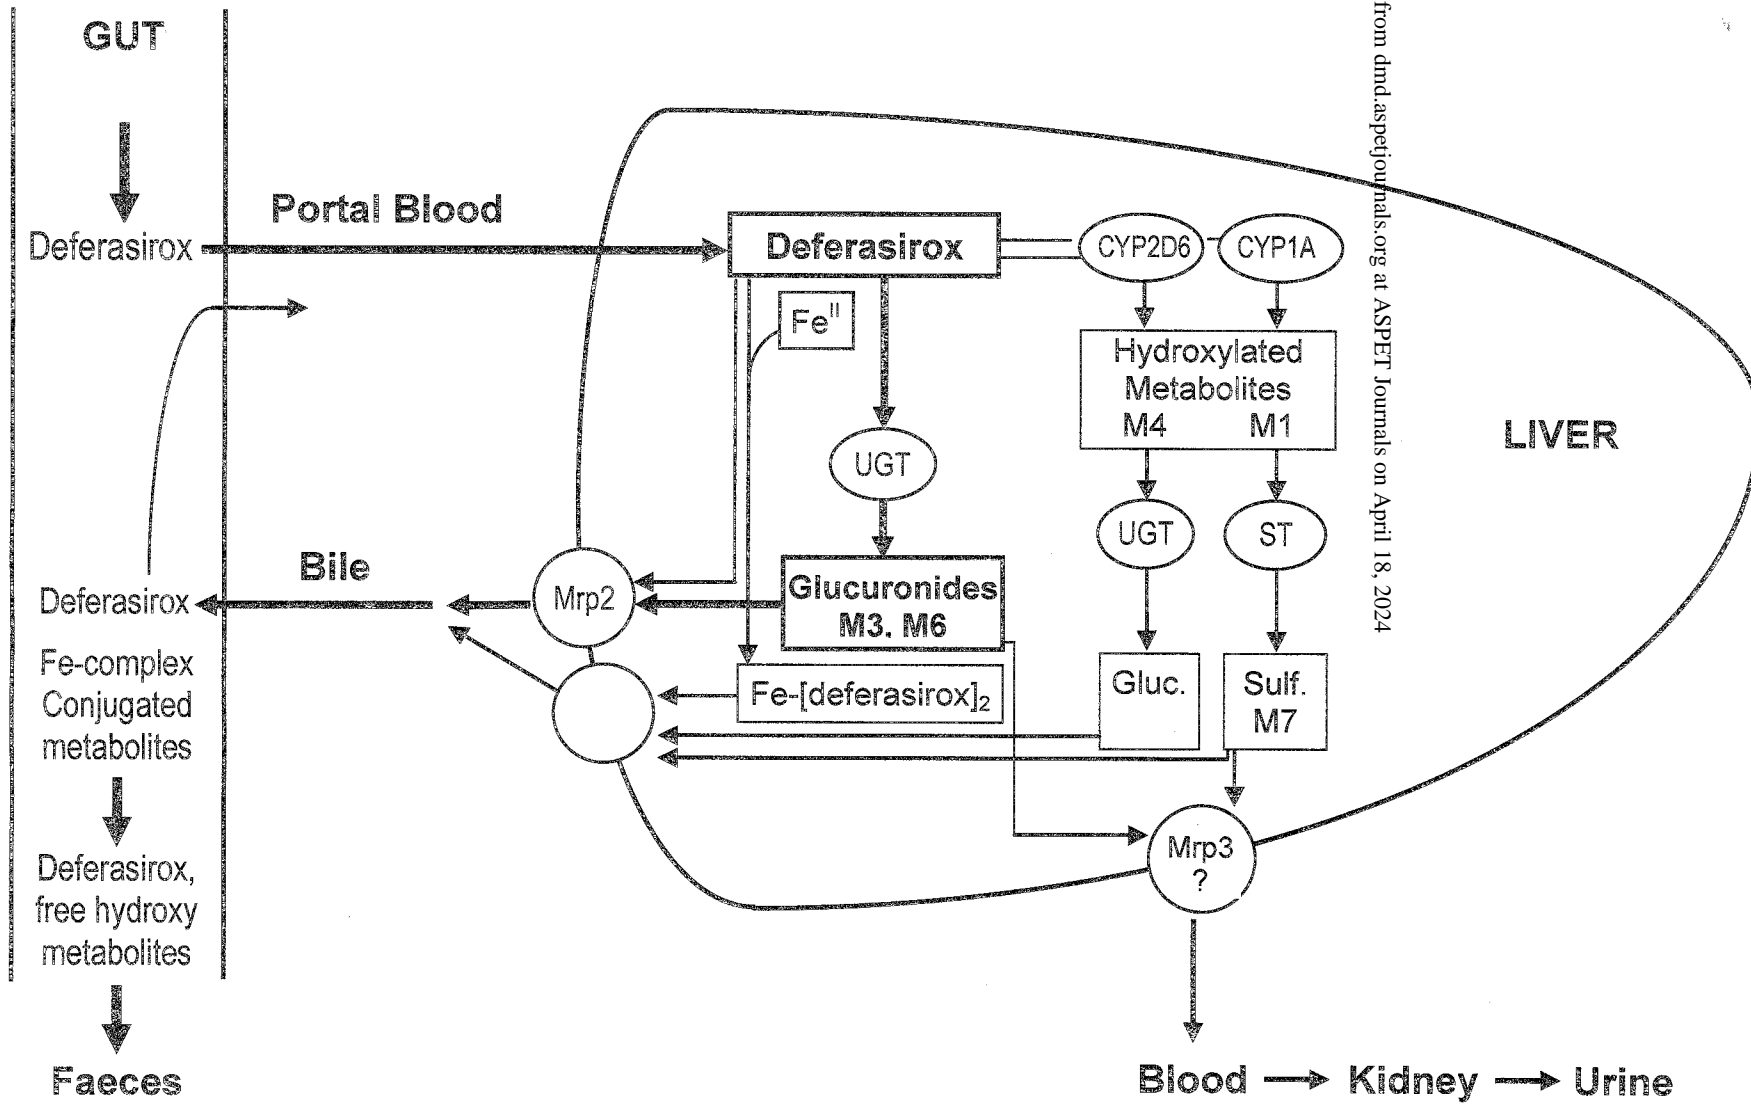 GUT
Portal Blood
Deferasirox
Deferasirox
CYP2D6
CYP1A
Fe^II
Hydroxylated
Metabolites
M4 M1
UGT
UGT
ST
LIVER
Bile
Deferasirox
Mrp2
Glucuronides
M3. M6
Fe-complex
Conjugated
metabolites
Fe-[deferasirox]₂
Gluc.
Sulf.
M7
Mrp3
?
Deferasirox,
free hydroxy
metabolites
Faeces
Blood
Kidney
Urine
from dmd.aspetjournals.org at ASPET Journals on April 18, 2024